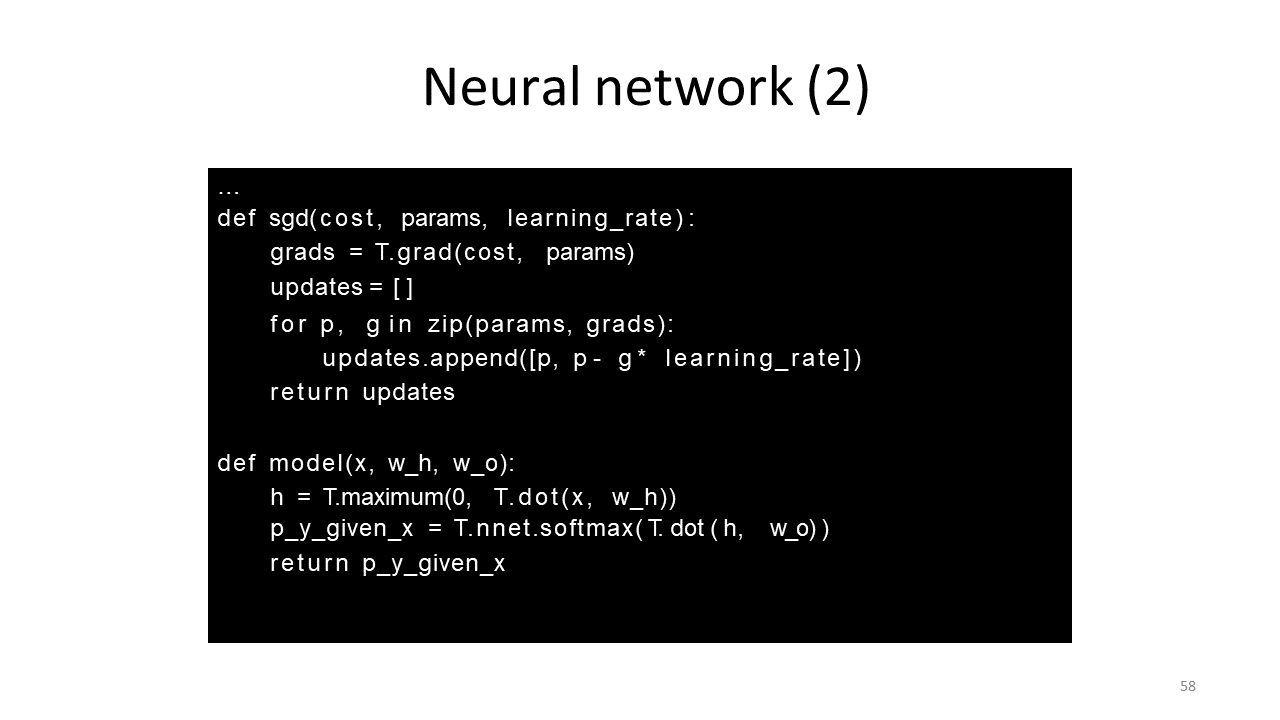 Neural network (2)
...
def sgd(cost, params, learning_rate):
    grads = T.grad(cost, params)
    updates = []
    for p, g in zip(params, grads):
        updates.append([p, p - g * learning_rate])
    return updates

def model(x, w_h, w_o):
    h = T.maximum(0, T.dot(x, w_h))
    p_y_given_x = T.nnet.softmax(T.dot(h, w_o))
    return p_y_given_x
58